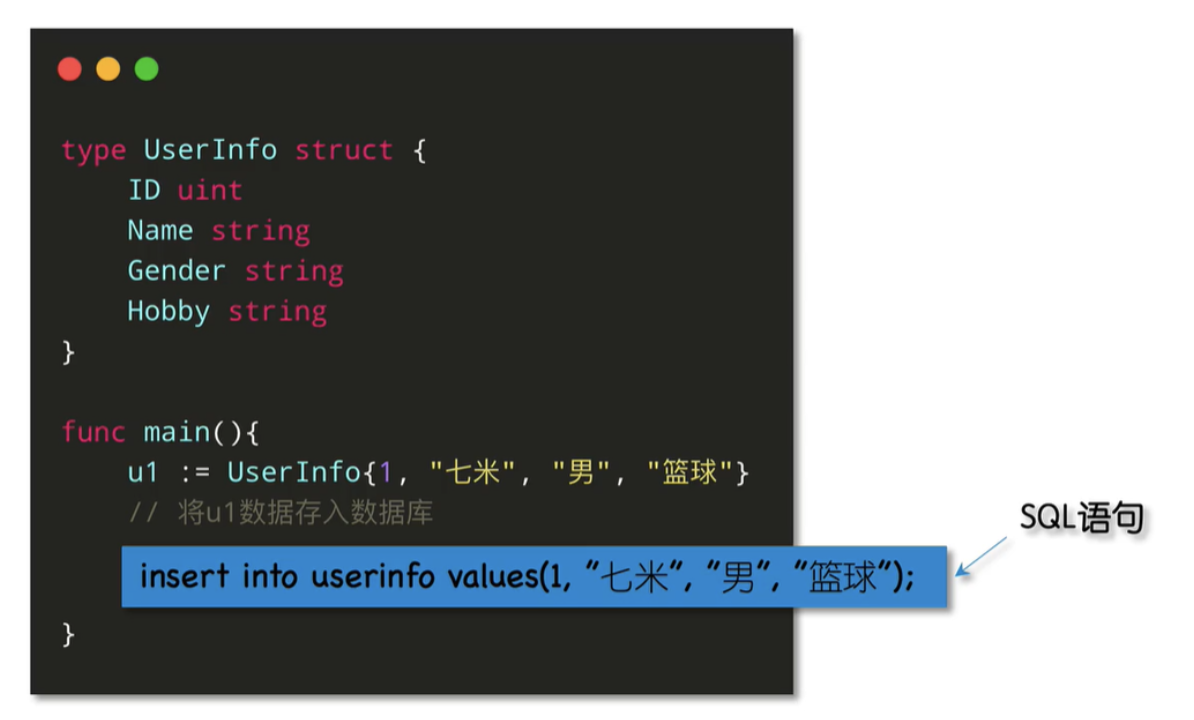 type UserInfo struct {
    ID uint
    Name string
    Gender string
    Hobby string
}
func main(){
    u1 := UserInfo{1, "七米", "男", "篮球"}
    // 将u1数据存入数据库
SQL语句
    insert into userinfo values(1, "七米", "男", "篮球");
}